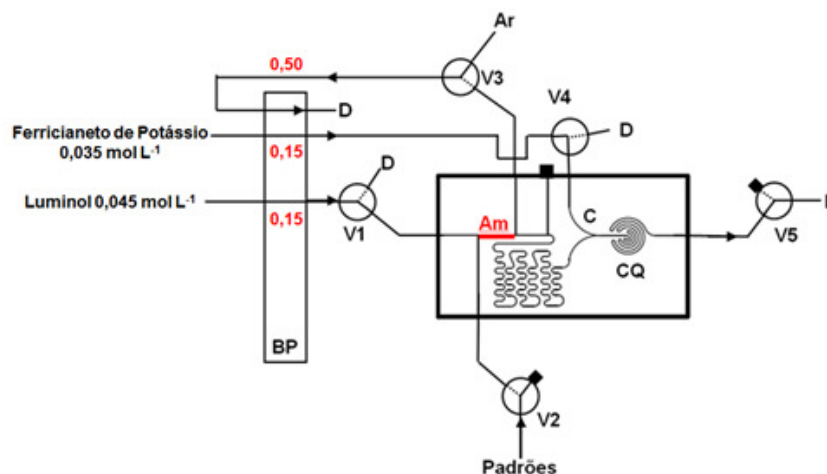 Ar
0,50
V3
V4
D
D
Ferricianeto de Potássio
0,035 mol L-1
0,15
D
Luminol 0,045 mol L-1
0,15
V1
Am
C
CQ
V5
BP
V2
Padrões